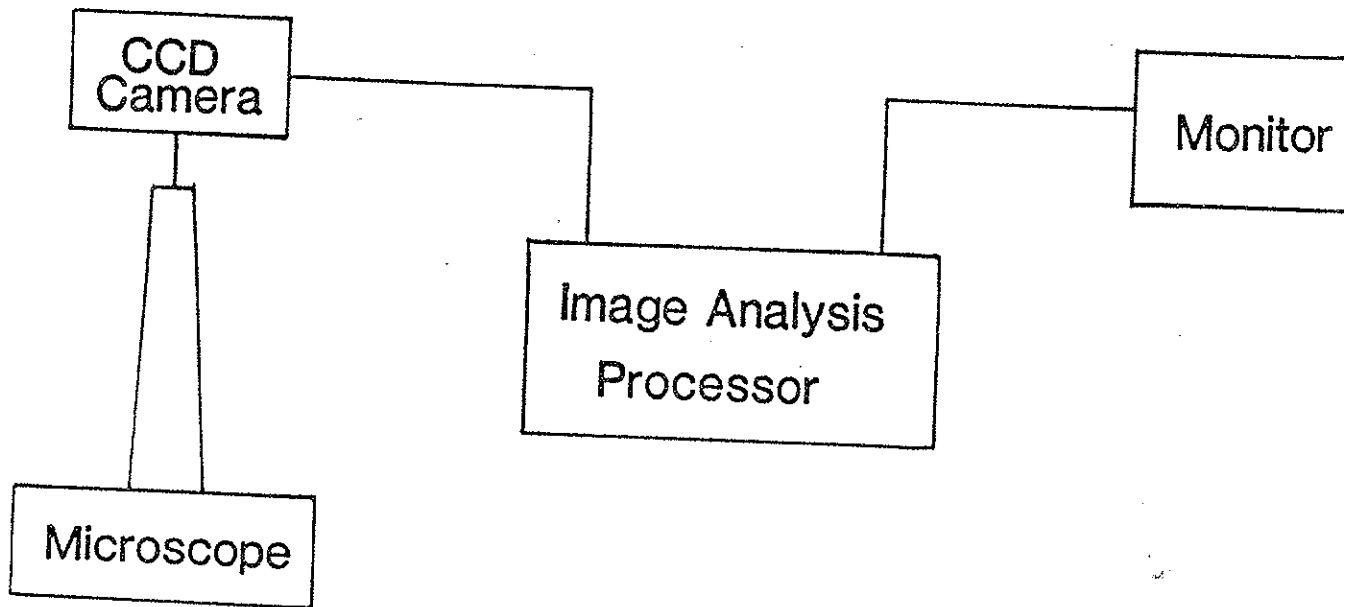 CCD
Camera
Monitor
Image Analysis
Processor
Microscope